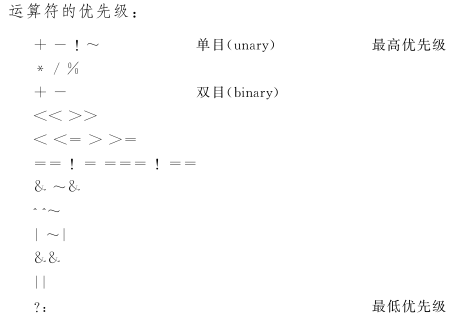 运算符的优先级：
＋ － ! ～ 单目(unary) 最高优先级
* / %
＋ － 双目(binary)
<< >>
< <= > >=
== ! = === ! ==
& ～&
^ ^～
| ～|
&&
||
?: 最低优先级